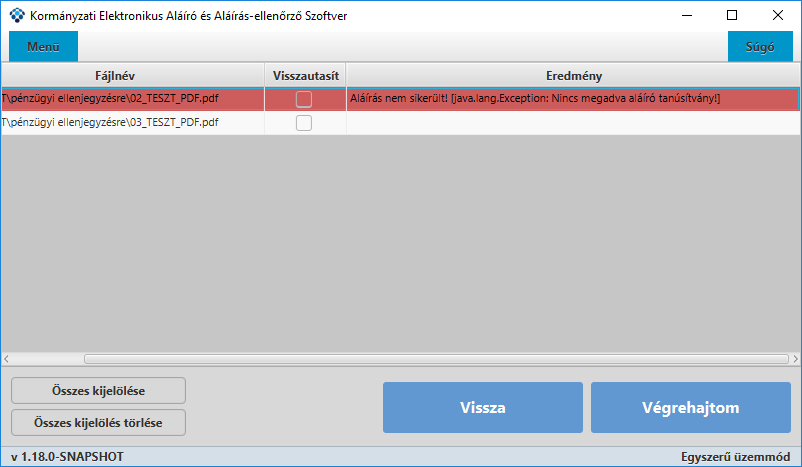 Kormányzati Elektronikus Aláíró és Aláírás-ellenőrző Szoftver
Menü Súgó
Fájlnév Visszautasít Eredmény
T\pénzügyi ellenjegyzésre\02_TESZT_PDF.pdf Aláírás nem sikerült! [java.lang.Exception: Nincs megadva aláíró tanúsítvány!]
T\pénzügyi ellenjegyzésre\03_TESZT_PDF.pdf
Összes kijelölése
Összes kijelölés törlése
Vissza Végrehajtom
v 1.18.0-SNAPSHOT Egyszerű üzemmód